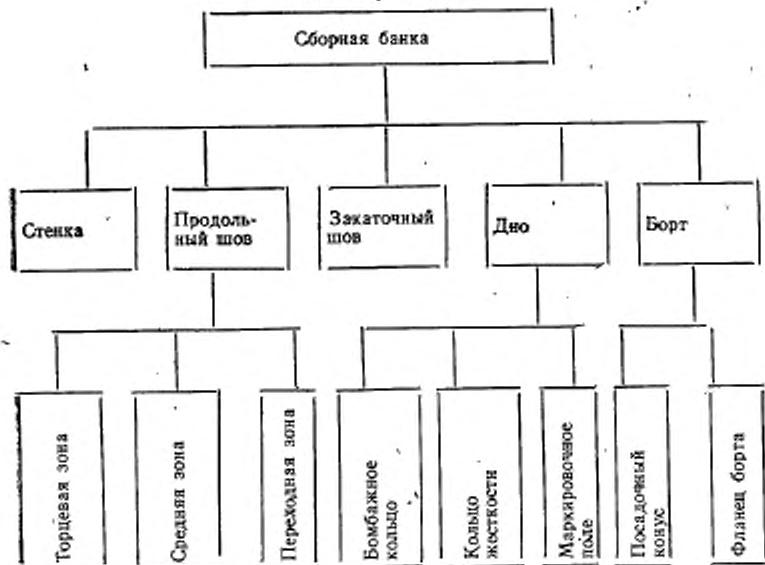 Сборная банка
Стенка
Продоль-
ный шов
Закаточный
шов
Дно
Борт
Торцевая зона
Средняя зона
Переходная зона
Бомбажное
кольцо
Кольцо
жесткости
Маркировочное
поле
Посадочный
конус
Фланец борта